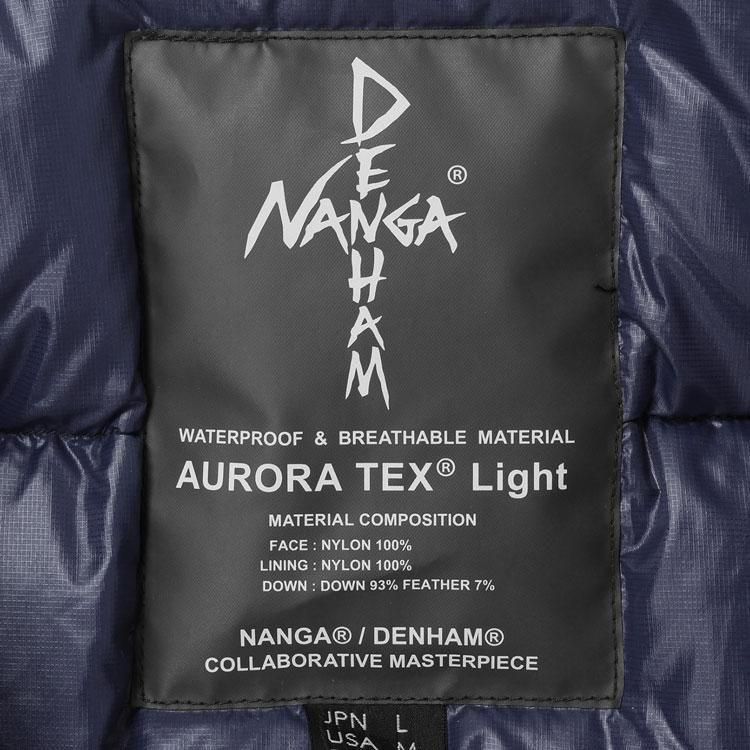 DENHAM
NANGA®
WATERPROOF & BREATHABLE MATERIAL
AURORA TEX® Light
MATERIAL COMPOSITION
FACE : NYLON 100%
LINING : NYLON 100%
DOWN : DOWN 93% FEATHER 7%
NANGA® / DENHAM®
COLLABORATIVE MASTERPIECE
JPN L
USA M